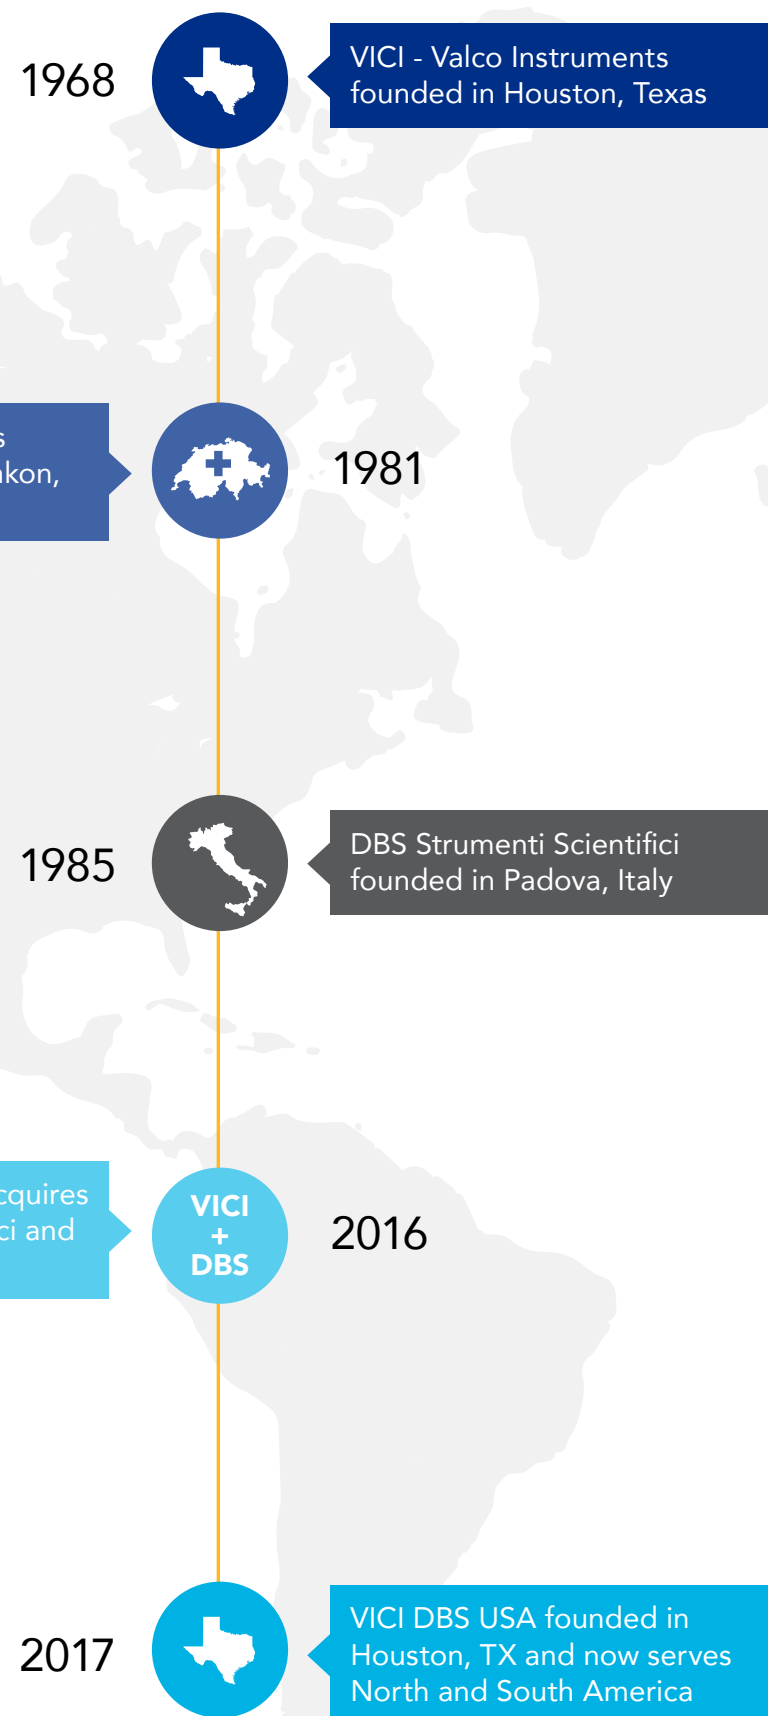 1968
VICI - Valco Instruments
founded in Houston, Texas
1981
1985
DBS Strumenti Scientifici
founded in Padova, Italy
and
VICI
+
DBS
2016
2017
VICI DBS USA founded in
Houston, TX and now serves
North and South America